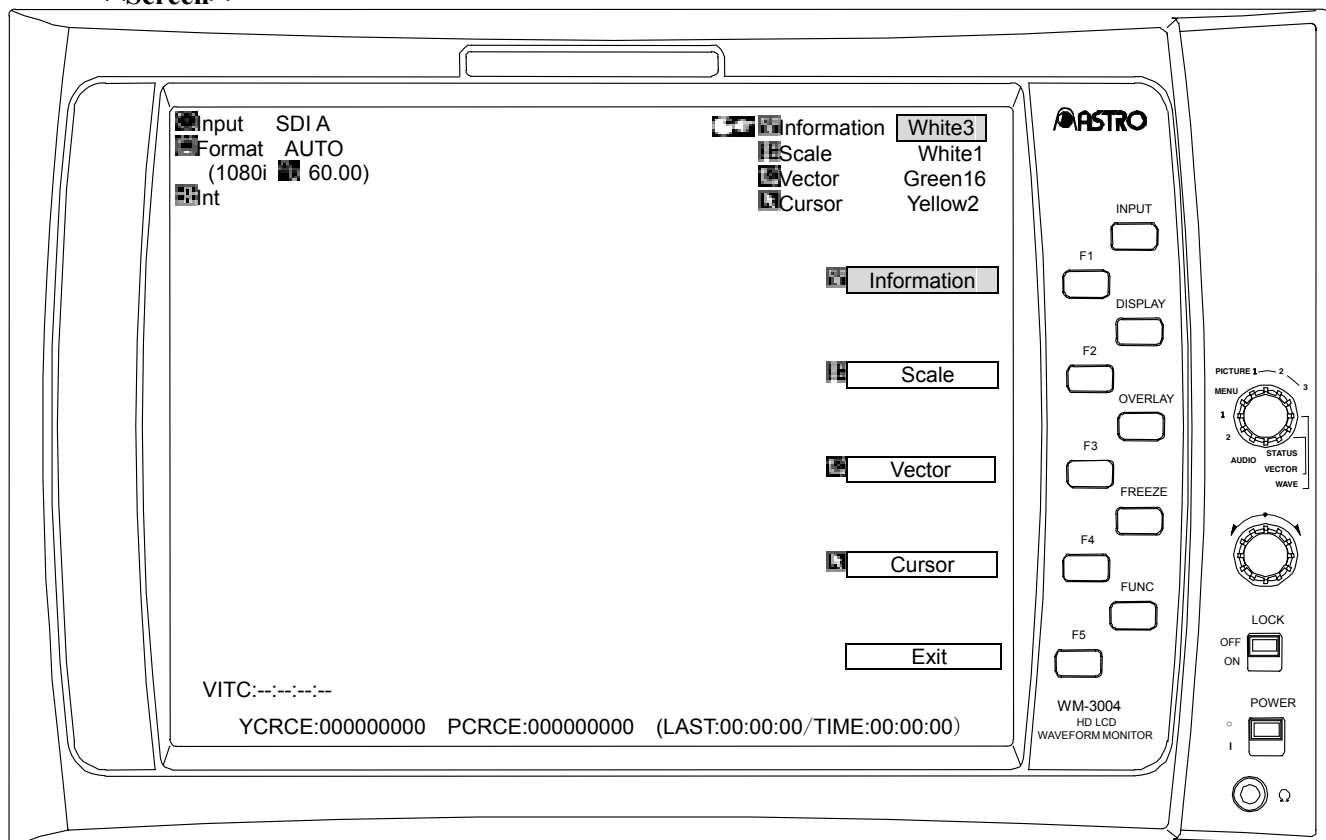 <Screen>
Input SDI A
Format AUTO
(1080i 60.00)
Int
Information White3
Scale White1
Vector Green16
Cursor Yellow2
Information
Scale
Vector
Cursor
Exit
VITC:--:--:--:--
YCRCE:000000000 PCRCE:000000000 (LAST:00:00:00/TIME:00:00:00)
ASTRO
INPUT
F1
DISPLAY
F2
OVERLAY
F3
FREEZE
F4
FUNC
F5
WM-3004
HD LCD
WAVEFORM MONITOR
PICTURE 1 2 3
MENU
1
2
AUDIO
STATUS
VECTOR
WAVE
LOCK
OFF
ON
POWER
○
I